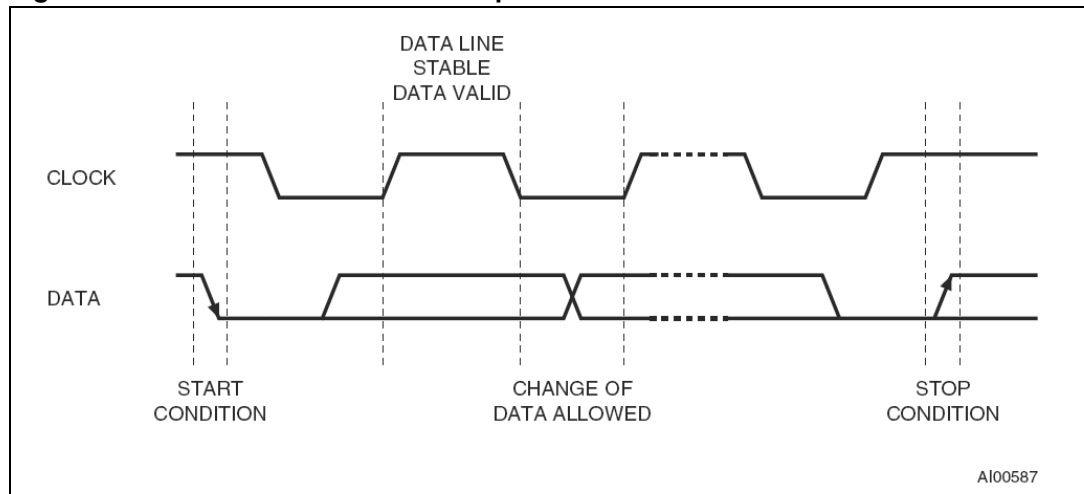 DATA LINE
STABLE
DATA VALID
CLOCK
DATA
START
CONDITION
CHANGE OF
DATA ALLOWED
STOP
CONDITION
AI00587